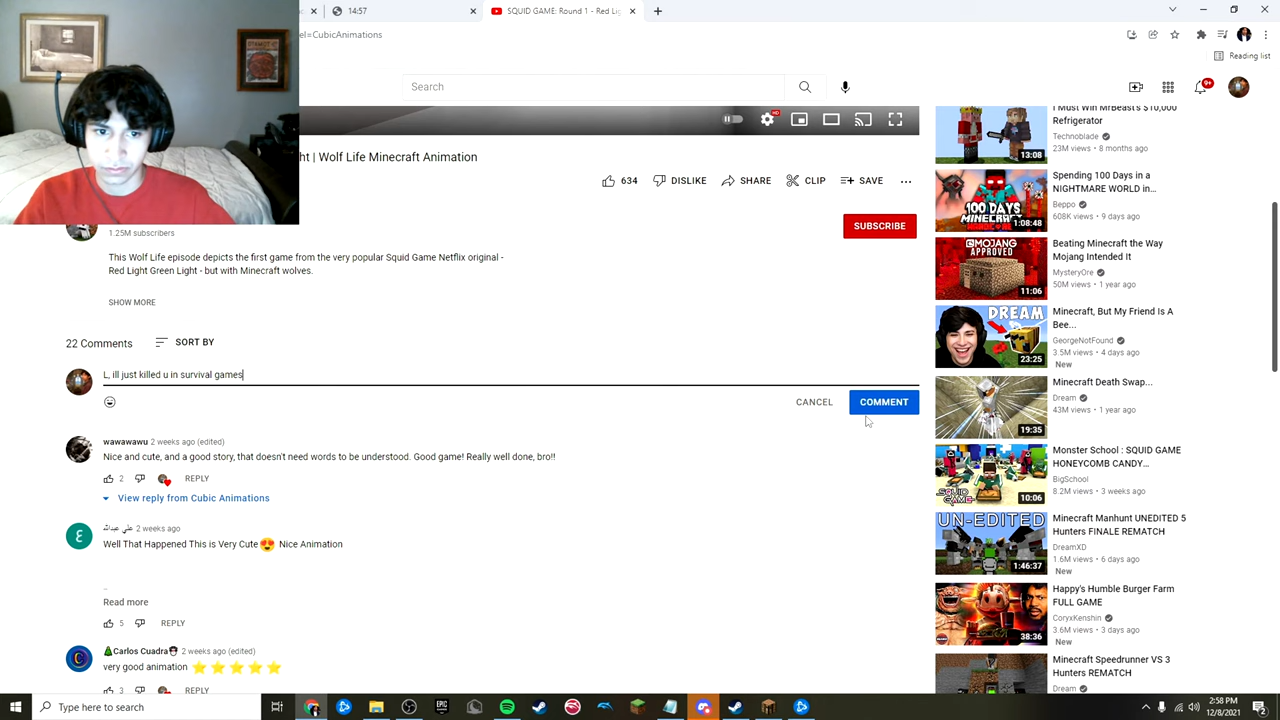 14:57
SQUID GAME: Round 1 - Red Li
el=CubicAnimations
Reading list
Search
9+
HD
ht | Wolf Life Minecraft Animation
634
DISLIKE
SHARE
CLIP
SAVE
1.25M subscribers
SUBSCRIBE
This Wolf Life episode depicts the first game from the very popular Squid Game Netflix original -
Red Light Green Light - but with Minecraft wolves.
SHOW MORE
22 Comments
SORT BY
L, ill just killed u in survival games
CANCEL
COMMENT
wawawawu 2 weeks ago (edited)
Nice and cute, and a good story, that doesn't need words to be understood. Good game! Really well done, bro!!
2
REPLY
View reply from Cubic Animations
علي عبدالله 2 weeks ago
Well That Happened This is Very Cute😍 Nice Animation
..
Read more
5
REPLY
🎄Carlos Cuadra 2 weeks ago (edited)
very good animation ⭐⭐⭐⭐⭐
3
REPLY
I Must Win MrBeast's $10,000
Refrigerator
Technoblade
23M views • 8 months ago
13:08
Spending 100 Days in a
NIGHTMARE WORLD in...
Beppo
608K views • 9 days ago
100 DAYS
MINECRAFT
HARDCORE
1:08:48
Beating Minecraft the Way
Mojang Intended It
MysteryOre
50M views • 1 year ago
MOJANG
APPROVED
11:06
Minecraft, But My Friend Is A
Bee...
GeorgeNotFound
3.5M views • 4 days ago
New
DREAM
23:25
Minecraft Death Swap...
Dream
43M views • 1 year ago
19:35
Monster School : SQUID GAME
HONEYCOMB CANDY...
BigSchool
8.2M views • 3 weeks ago
SQUID
GAME
10:06
Minecraft Manhunt UNEDITED 5
Hunters FINALE REMATCH
DreamXD
1.6M views • 6 days ago
New
UN-EDITED
1:46:37
Happy's Humble Burger Farm
FULL GAME
CoryxKenshin
3.6M views • 3 days ago
New
38:36
Minecraft Speedrunner VS 3
Hunters REMATCH
Dream
Type here to search
EPIC
2:58 PM
12/8/2021
2